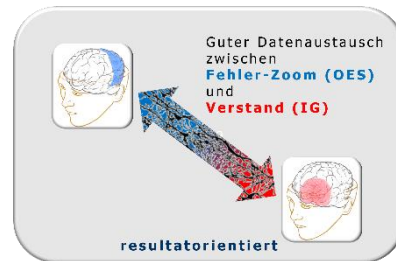 Guter Datenaustausch
zwischen
Fehler-Zoom (OES)
und
Verstand (IG)
resultatorientiert